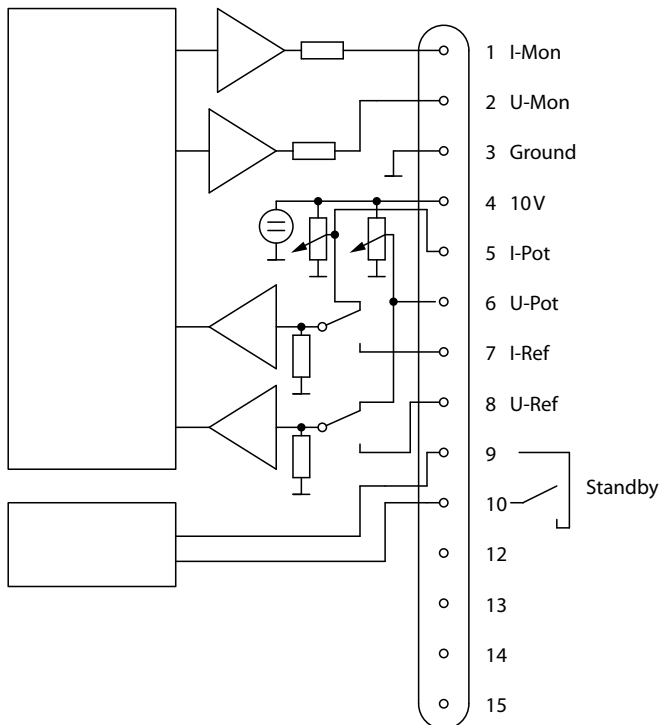 1 I-Mon
2 U-Mon
3 Ground
4 10V
5 I-Pot
6 U-Pot
7 I-Ref
8 U-Ref
9
Standby
10
12
13
14
15